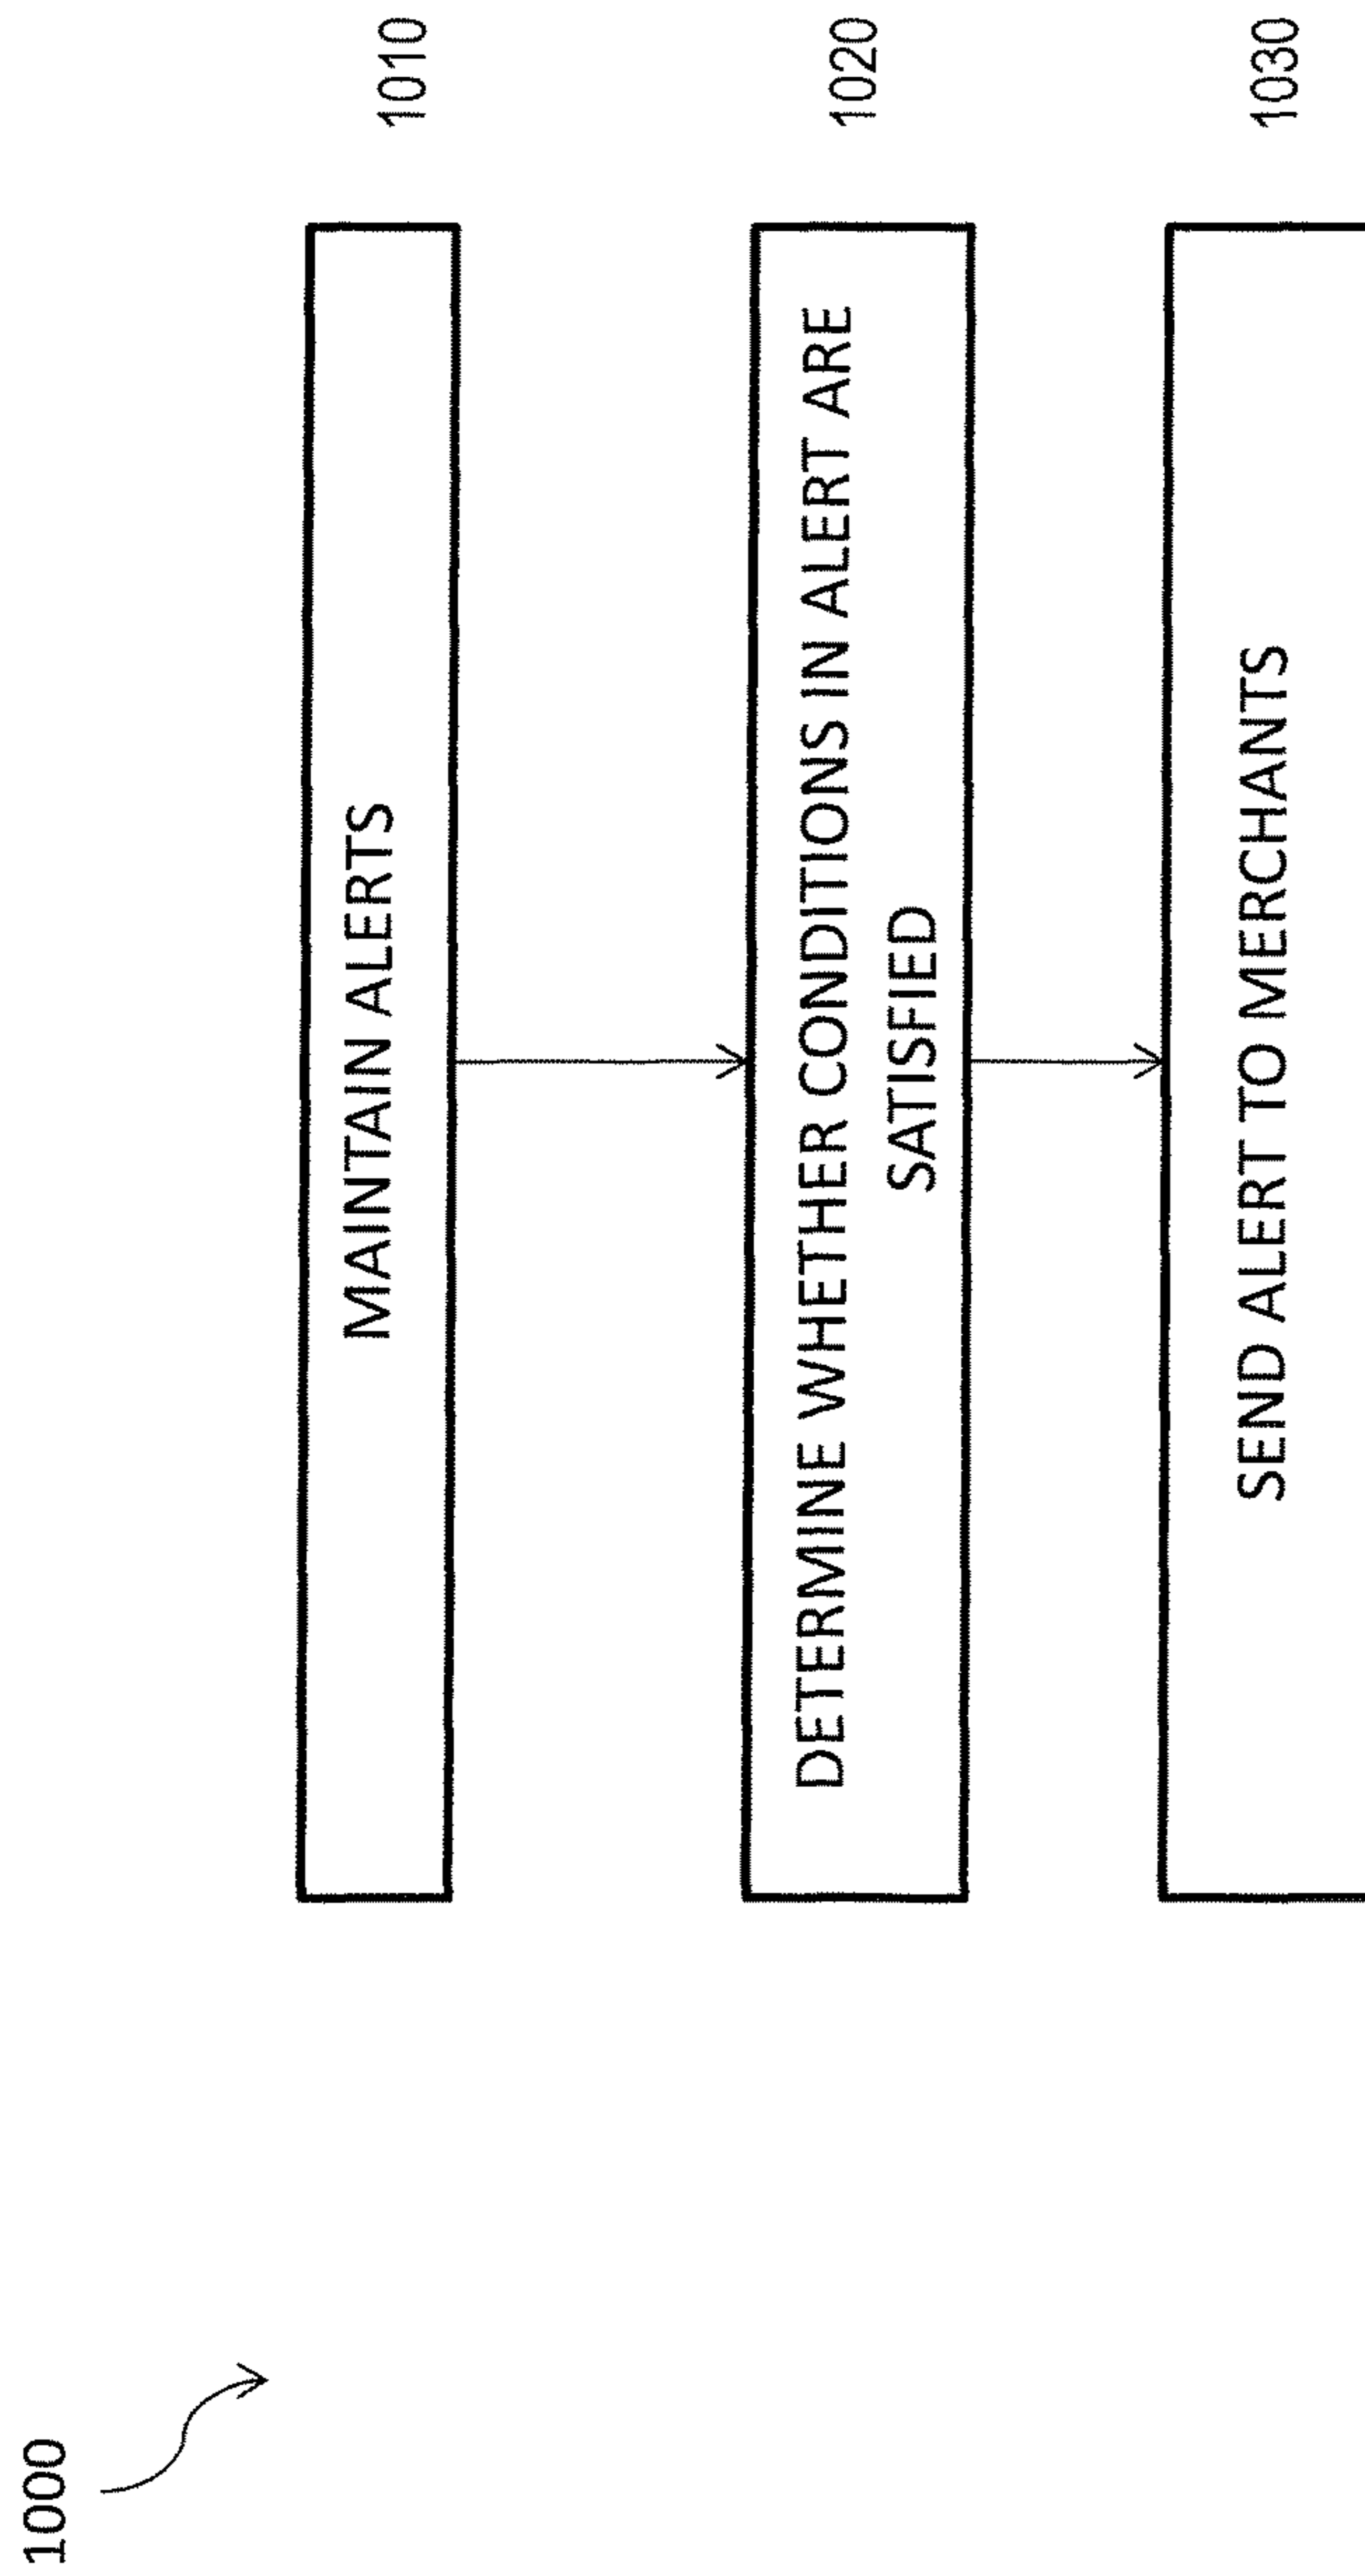 1000
MAINTAIN ALERTS
1010
DETERMINE WHETHER CONDITIONS IN ALERT ARE
SATISFIED
1020
SEND ALERT TO MERCHANTS
1030